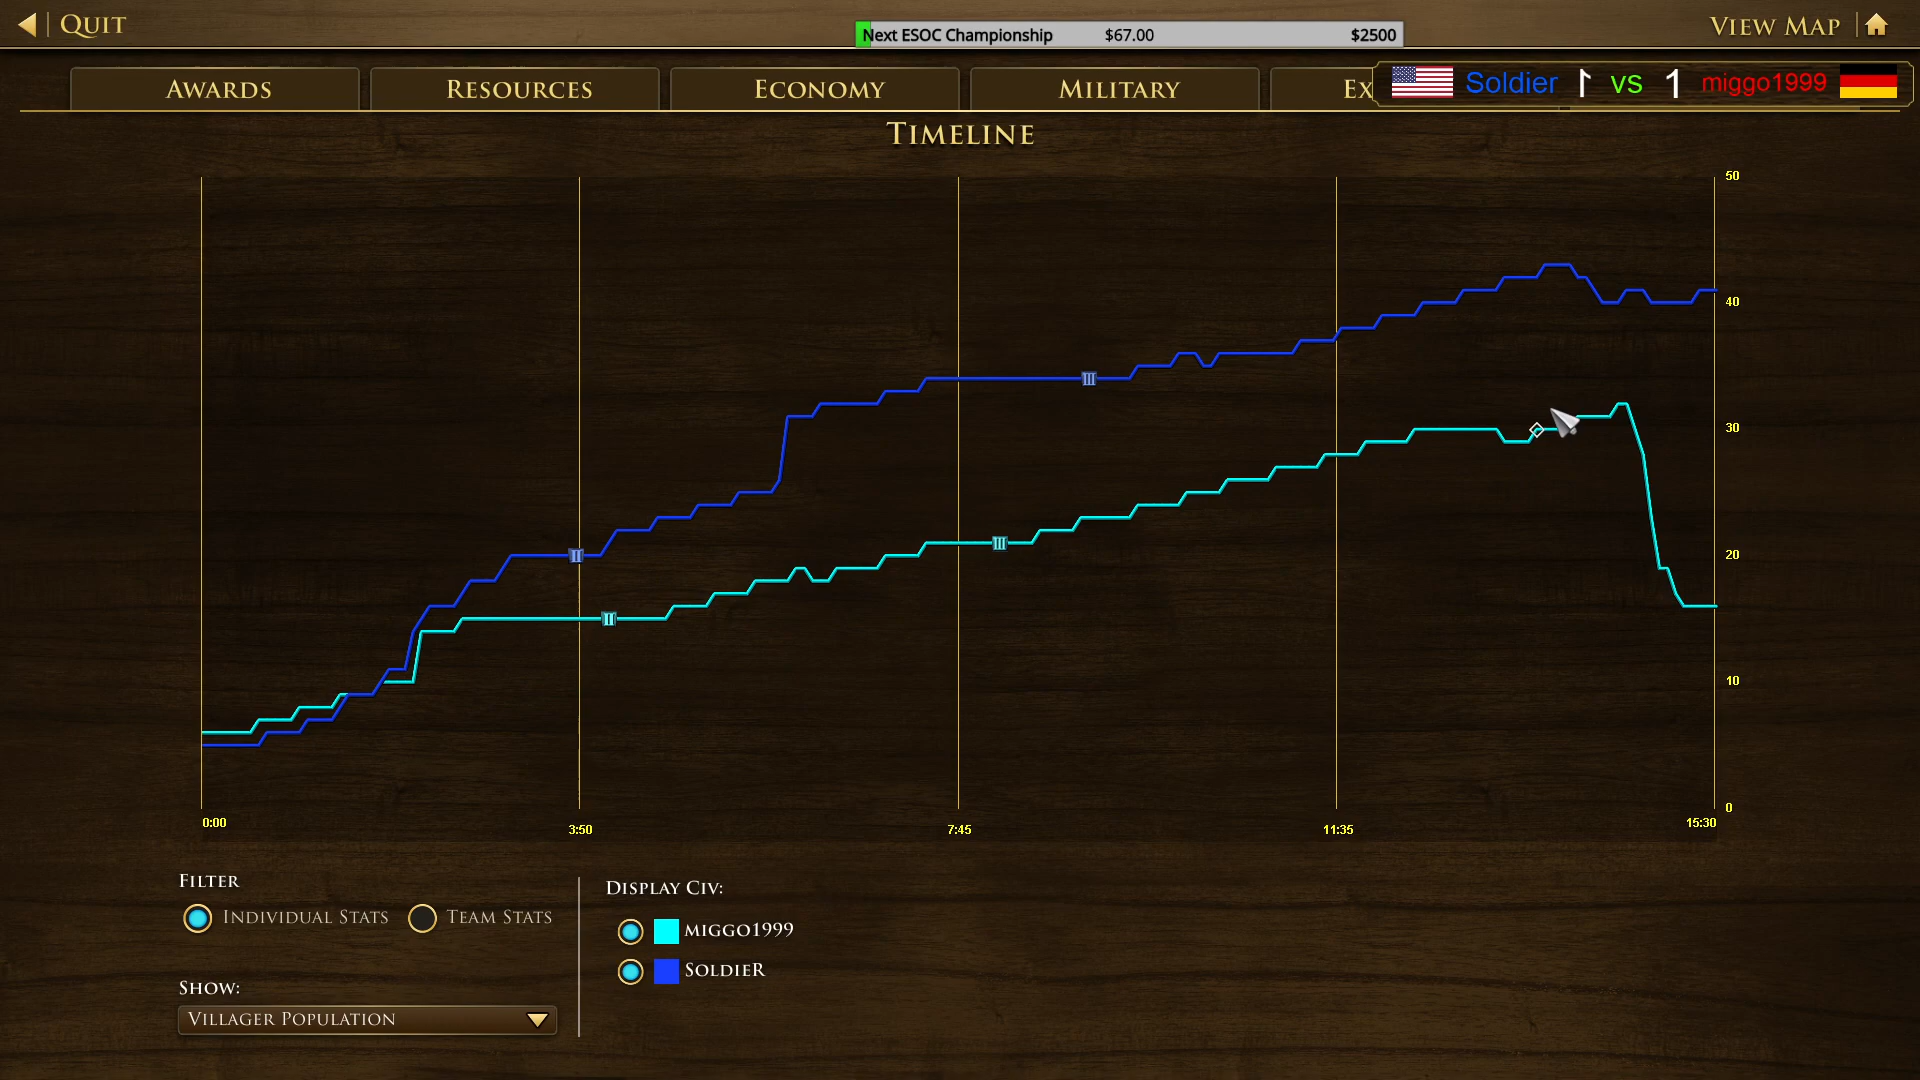 QUIT
Next ESOC Championship $67.00 $2500
VIEW MAP
AWARDS RESOURCES ECONOMY MILITARY EX
Soldier 1 vs 1 miggo1999
TIMELINE
50
40
30
20
10
0
III
III
II
II
0:00 3:50 7:45 11:35 15:30
FILTER
INDIVIDUAL STATS TEAM STATS
SHOW:
VILLAGER POPULATION
DISPLAY CIV:
MIGGO1999
SOLDIER